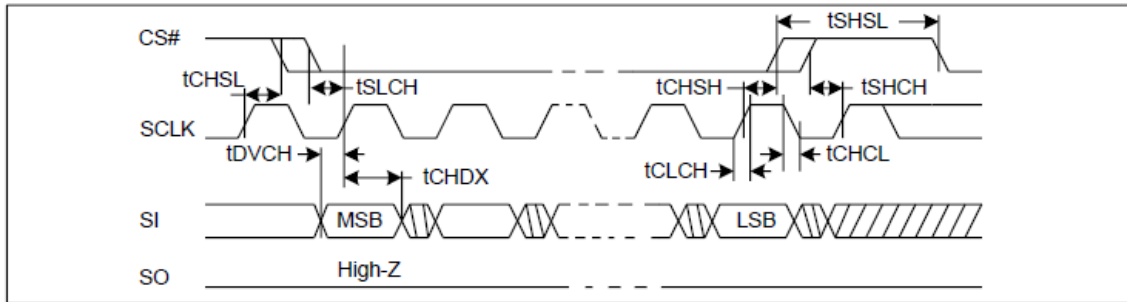 tSHSL
CS#
tCHSL
tSLCH
tCHSH
tSHCH
SCLK
tDVCH
tCHDX
tCLCH
tCHCL
SI
MSB
LSB
High-Z
SO